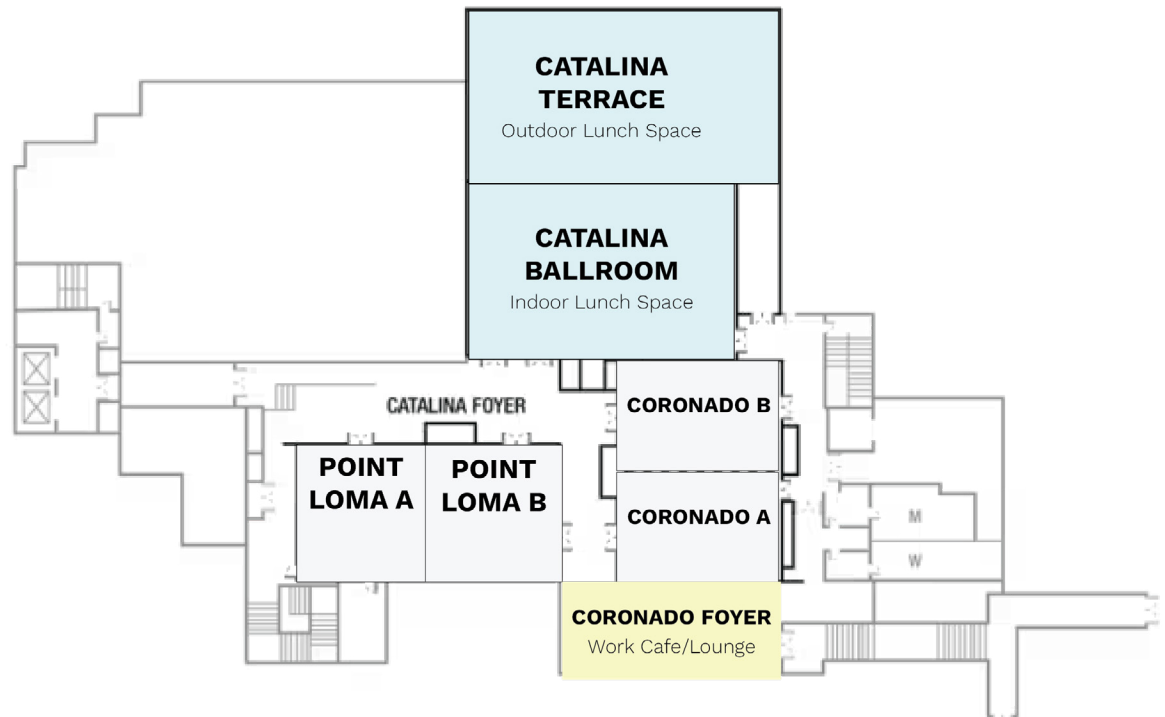 CATALINA
TERRACE
Outdoor Lunch Space
CATALINA
BALLROOM
Indoor Lunch Space
CATALINA FOYER
CORONADO B
POINT
LOMA A
POINT
LOMA B
CORONADO A
M
W
CORONADO FOYER
Work Cafe/Lounge